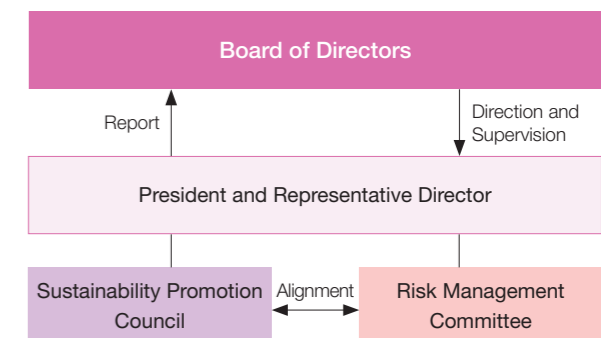 Board of Directors
Report
Direction and
Supervision
President and Representative Director
Sustainability Promotion
Council
Alignment
Risk Management
Committee